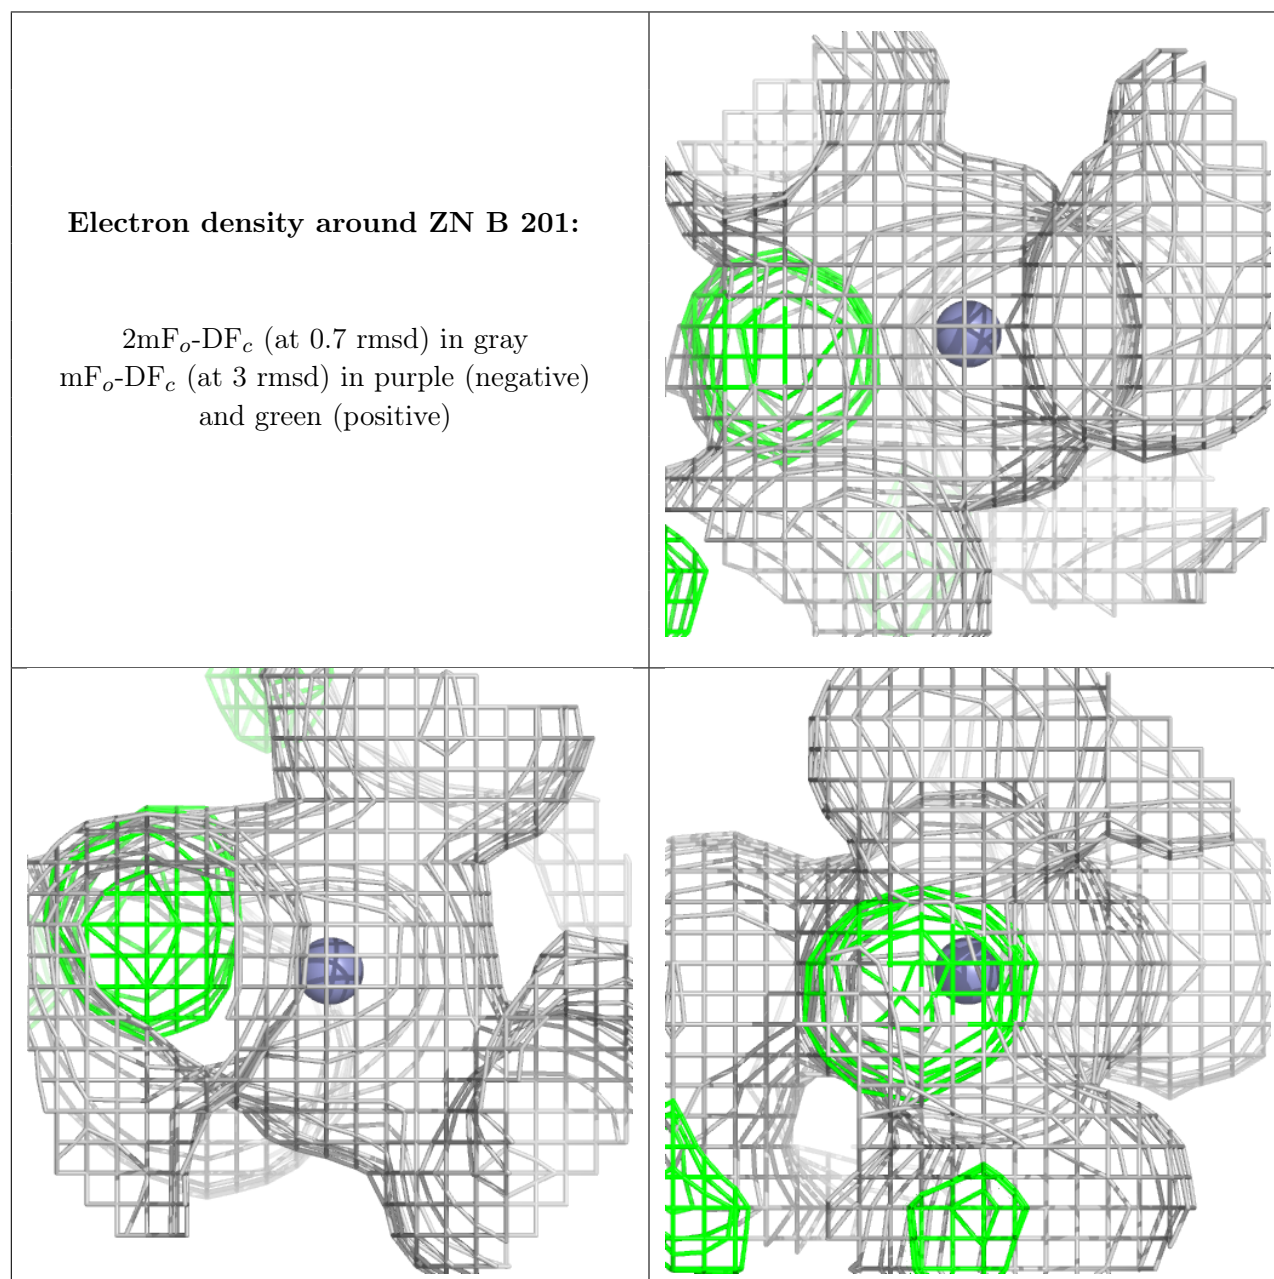 Electron density around ZN B 201:
2mFo-DFc (at 0.7 rmsd) in gray
mFo-DFc (at 3 rmsd) in purple (negative)
and green (positive)